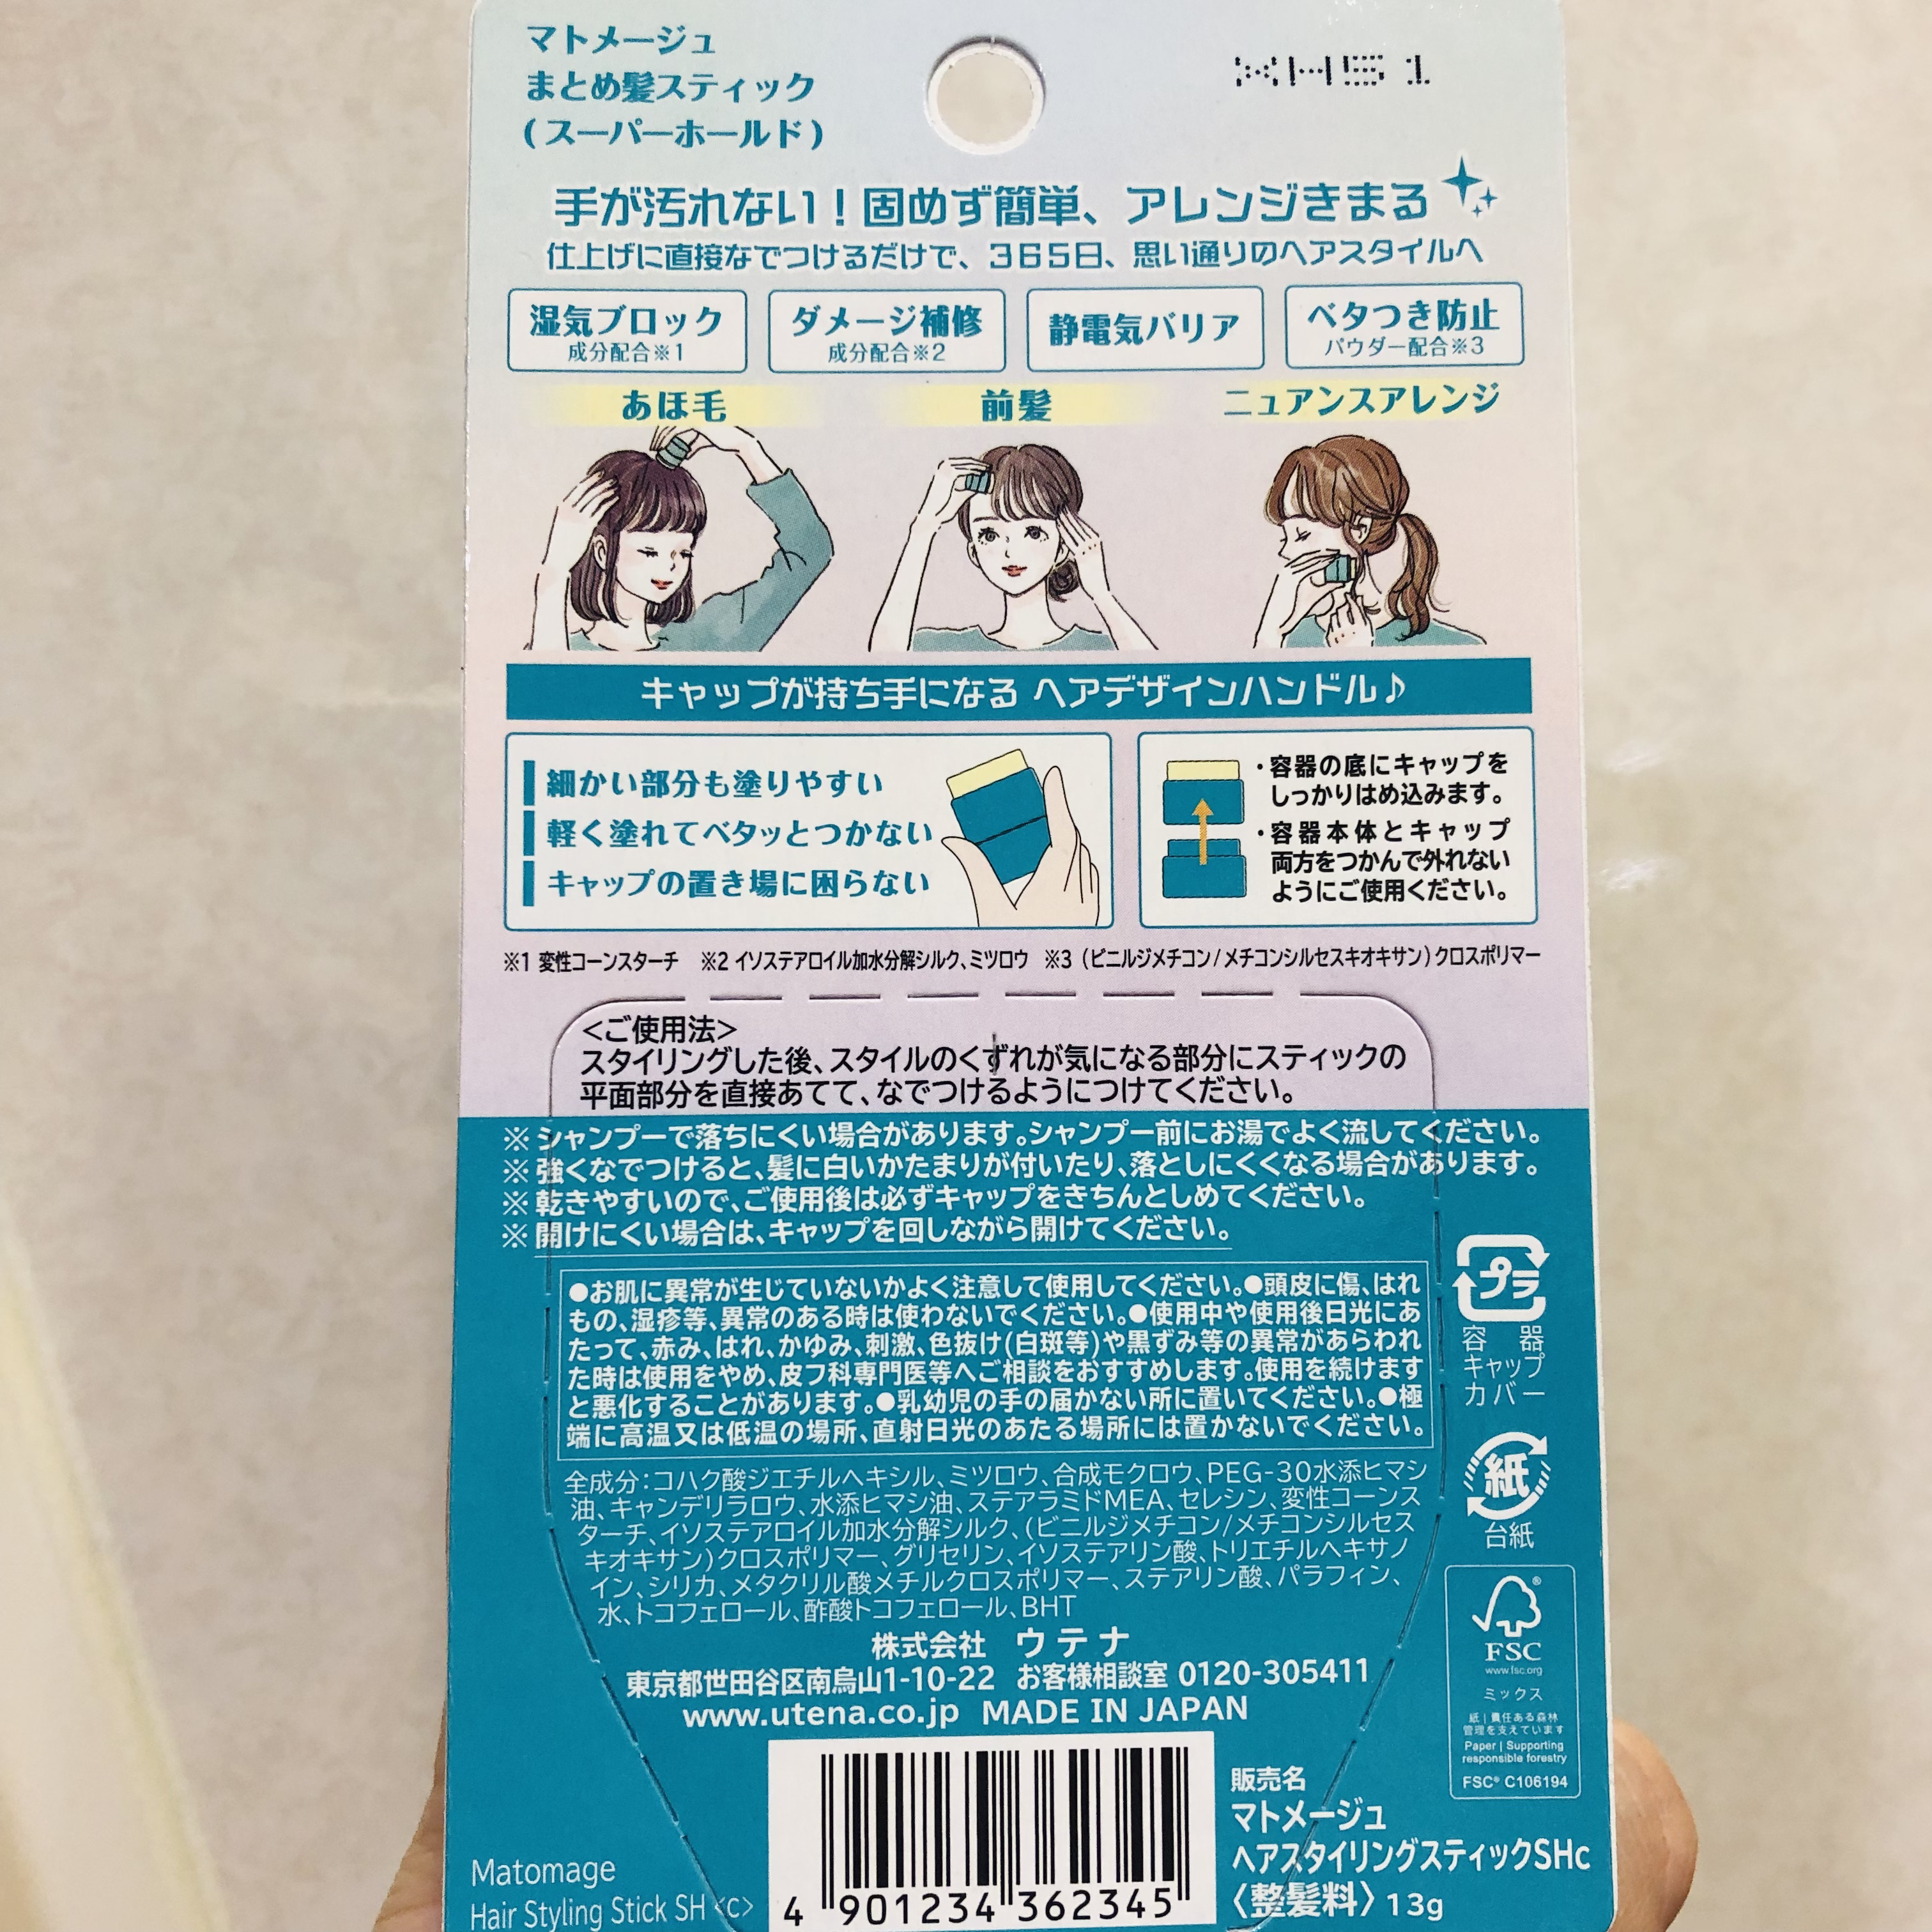 マトメージュ
まとめ髪スティック
(スーパーホールド)
手が汚れない!固めず簡単、アレンジきまる
仕上げに直接なでつけるだけで、365日、思い通りのヘアスタイルへ
湿気ブロック
成分配合※1
ダメージ補修
成分配合※2
静電気バリア
ベタつき防止
パウダー配合※3
あほ毛
前髪
ニュアンスアレンジ
キャップが持ち手になる ヘアデザインハンドル♪
細かい部分も塗りやすい
軽く塗れてベタッとつかない
キャップの置き場に困らない
・容器の底にキャップを
しっかりはめ込みます。
・容器本体とキャップ
両方をつかんで外れない
ようにご使用ください。
※1 変性コーンスターチ ※2 イソステアロイル加水分解シルク、ミツロウ ※3 (ビニルジメチコン/メチコンシルセスキオキサン)クロスポリマー
<ご使用法>
スタイリングした後、スタイルのくずれが気になる部分にスティックの
平面部分を直接あてて、なでつけるようにつけてください。
※ シャンプーで落ちにくい場合があります。シャンプー前にお湯でよく流してください。
※ 強くなでつけると、髪に白いかたまりが付いたり、落としにくくなる場合があります。
※ 乾きやすいので、ご使用後は必ずキャップをきちんとしめてください。
※ 開けにくい場合は、キャップを回しながら開けてください。
●お肌に異常が生じていないかよく注意して使用してください。●頭皮に傷、はれ
もの、湿疹等、異常のある時は使わないでください。●使用中や使用後日光にあ
たって、赤み、はれ、かゆみ、刺激、色抜け(白斑等)や黒ずみ等の異常があらわれ
た時は使用をやめ、皮フ科専門医等へご相談をおすすめします。使用を続けます
と悪化することがあります。●乳幼児の手の届かない所に置いてください。●極
端に高温又は低温の場所、直射日光のあたる場所には置かないでください。
プラ
容器
キャップ
カバー
紙
台紙
全成分:コハク酸ジエチルヘキシル、ミツロウ、合成モクロウ、PEG-30水添ヒマシ
油、キャンデリラロウ、水添ヒマシ油、ステアラミドMEA、セレシン、変性コーンス
ターチ、イソステアロイル加水分解シルク、(ビニルジメチコン/メチコンシルセス
キオキサン)クロスポリマー、グリセリン、イソステアリン酸、トリエチルヘキサノ
イン、シリカ、メタクリル酸メチルクロスポリマー、ステアリン酸、パラフィン、
水、トコフェロール、酢酸トコフェロール、BHT
株式会社 ウテナ
東京都世田谷区南烏山1-10-22 お客様相談室 0120-305411
www.utena.co.jp MADE IN JAPAN
FSC
www.fsc.org
ミックス
紙 | 責任ある森林
管理を支えています
Paper | Supporting
responsible forestry
FSC® C106194
販売名
マトメージュ
ヘアスタイリングスティックSHc
〈整髪料〉13g
Matomage
Hair Styling Stick SH <c>
4 901234 362345